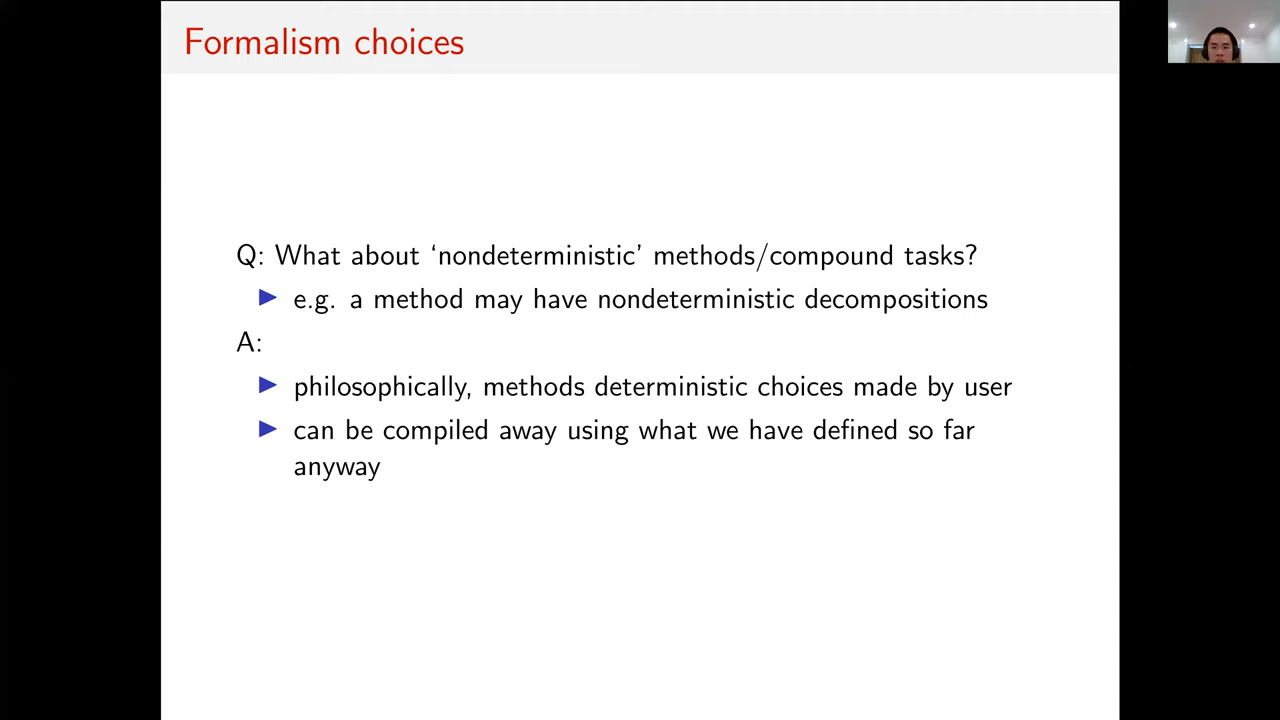 Formalism choices
Q: What about ‘nondeterministic’ methods/compound tasks?
e.g. a method may have nondeterministic decompositions
A:
philosophically, methods deterministic choices made by user
can be compiled away using what we have defined so far
anyway